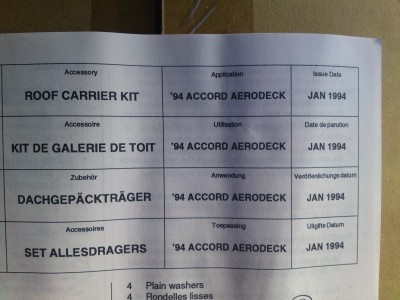 Accessory Application Issue Date
ROOF CARRIER KIT '94 ACCORD AERODECK JAN 1994
Accessoire Utilisation Date de parution
KIT DE GALERIE DE TOIT '94 ACCORD AERODECK JAN 1994
Zubehör Anwendung Veröffentlichungsdatum
DACHGEPÄCKTRÄGER '94 ACCORD AERODECK JAN 1994
Accessoires Toepassing Uitgifte Datum
SET ALLESDRAGERS '94 ACCORD AERODECK JAN 1994
4 Plain washers
4 Rondelles lisses